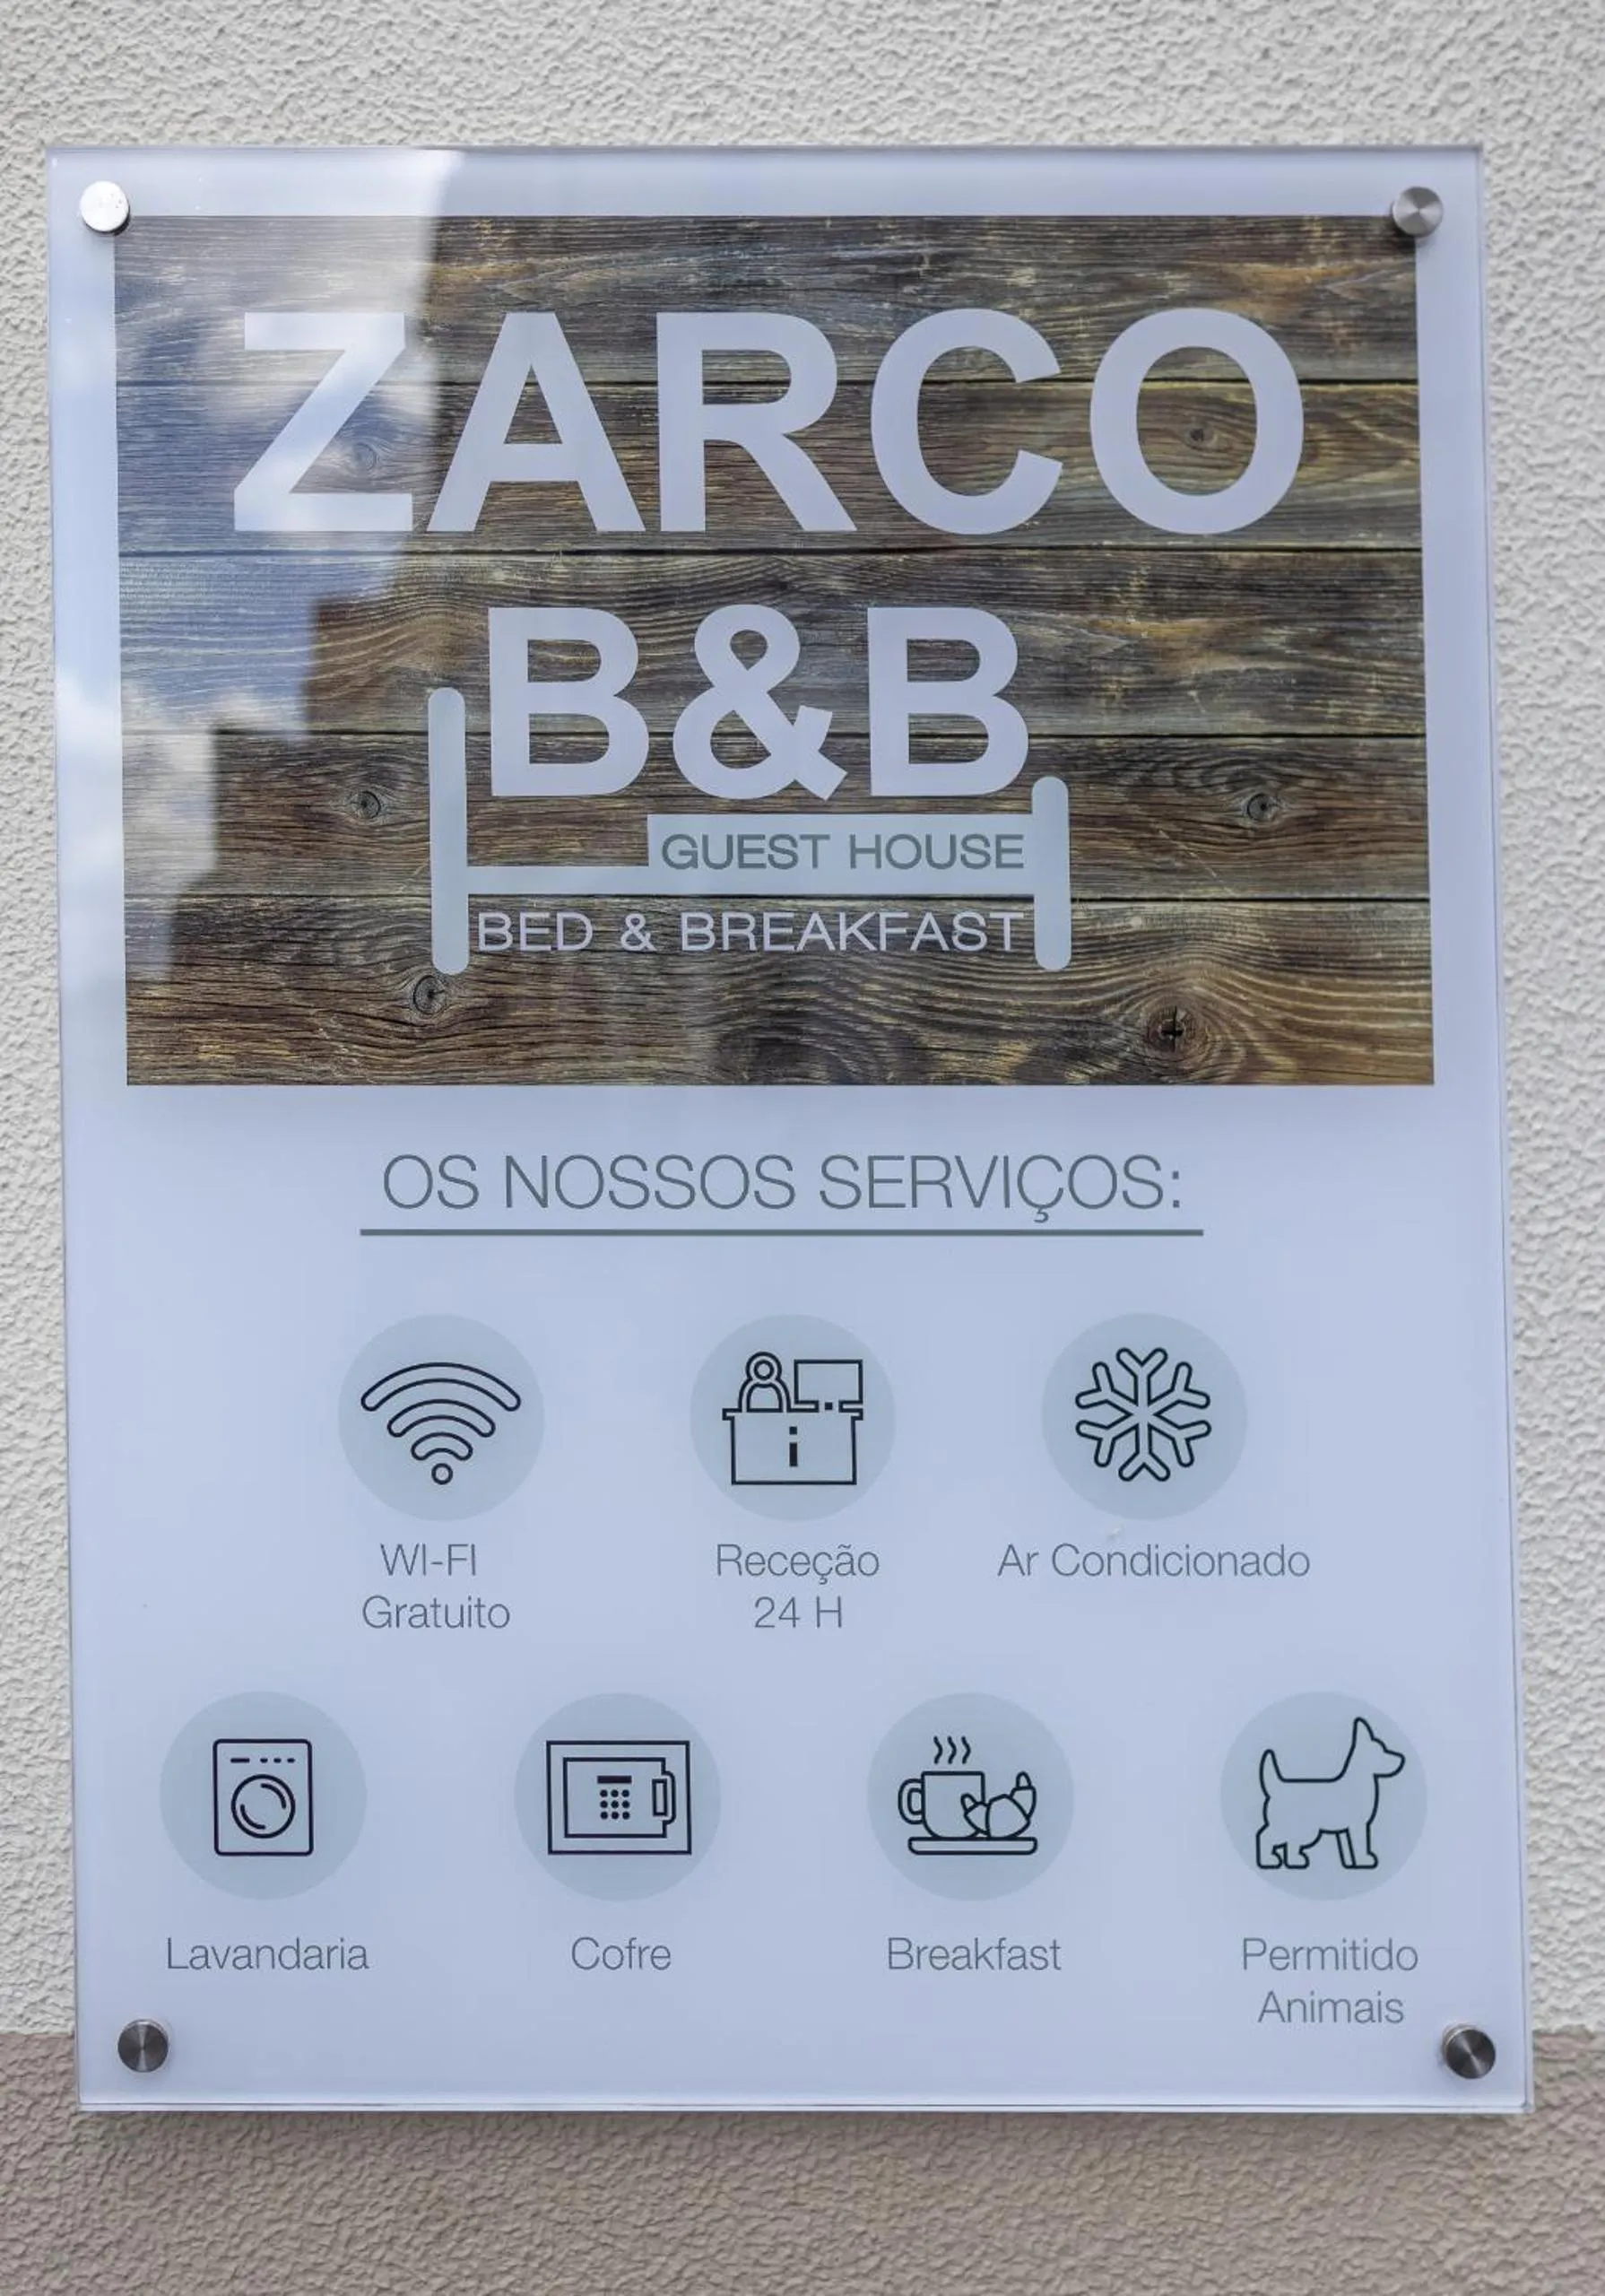 ZARCO
B&B
GUEST HOUSE
BED & BREAKFAST
OS NOSSOS SERVIÇOS:
WI-FI
Gratuito
Receção
24 H
Ar Condicionado
Lavandaria
Cofre
Breakfast
Permitido
Animais